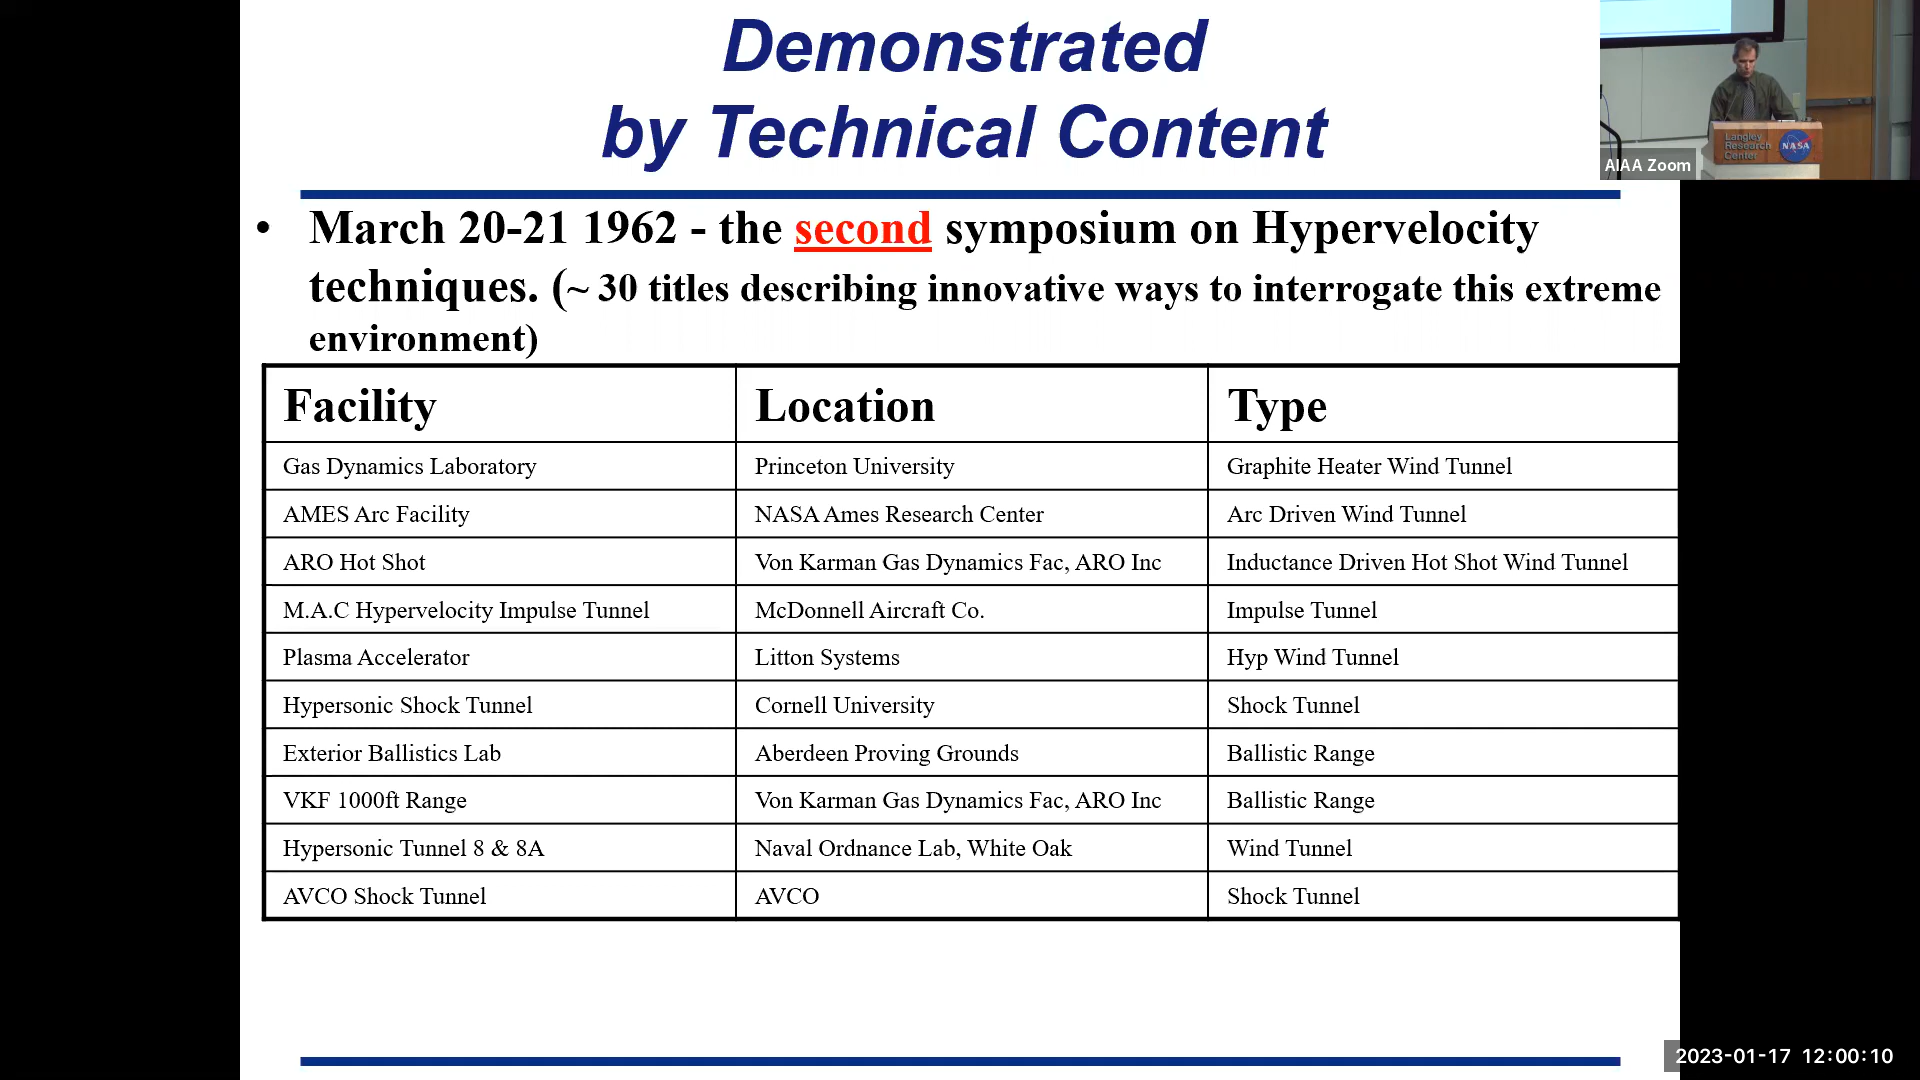 Demonstrated
by Technical Content
Langley
Research
Center
NASA
AIAA Zoom
• March 20-21 1962 - the second symposium on Hypervelocity
techniques. (~ 30 titles describing innovative ways to interrogate this extreme
environment)
Facility Location Type
Gas Dynamics Laboratory Princeton University Graphite Heater Wind Tunnel
AMES Arc Facility NASA Ames Research Center Arc Driven Wind Tunnel
ARO Hot Shot Von Karman Gas Dynamics Fac, ARO Inc Inductance Driven Hot Shot Wind Tunnel
M.A.C Hypervelocity Impulse Tunnel McDonnell Aircraft Co. Impulse Tunnel
Plasma Accelerator Litton Systems Hyp Wind Tunnel
Hypersonic Shock Tunnel Cornell University Shock Tunnel
Exterior Ballistics Lab Aberdeen Proving Grounds Ballistic Range
VKF 1000ft Range Von Karman Gas Dynamics Fac, ARO Inc Ballistic Range
Hypersonic Tunnel 8 & 8A Naval Ordnance Lab, White Oak Wind Tunnel
AVCO Shock Tunnel AVCO Shock Tunnel
2023-01-17 12:00:10